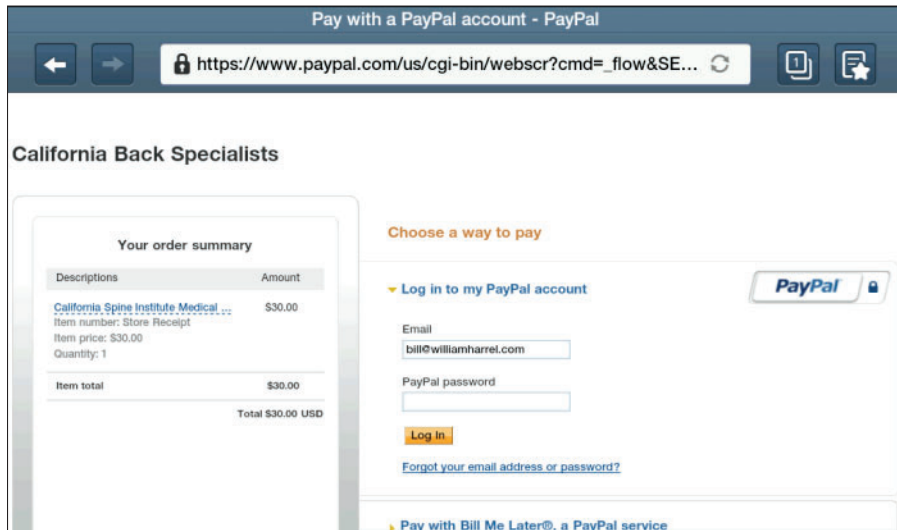 Pay with a PayPal account - PayPal
1
https://www.paypal.com/us/cgi-bin/webscr?cmd=_flow&SE...
California Back Specialists
Your order summary
Descriptions Amount
California Spine Institute Medical ... $30.00
Item number: Store Receipt
Item price: $30.00
Quantity: 1
Item total $30.00
Total $30.00 USD
Choose a way to pay
Log in to my PayPal account
PayPal
Email
bill@williamharrel.com
PayPal password
Log In
Forgot your email address or password?
Pay with Bill Me Later®, a PayPal service